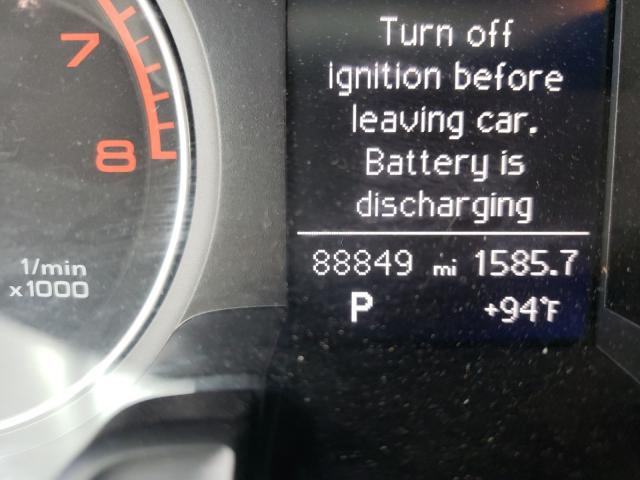 7
8
1/min
x1000
Turn off
ignition before
leaving car.
Battery is
discharging
88849 mi 1585.7
P +94°F